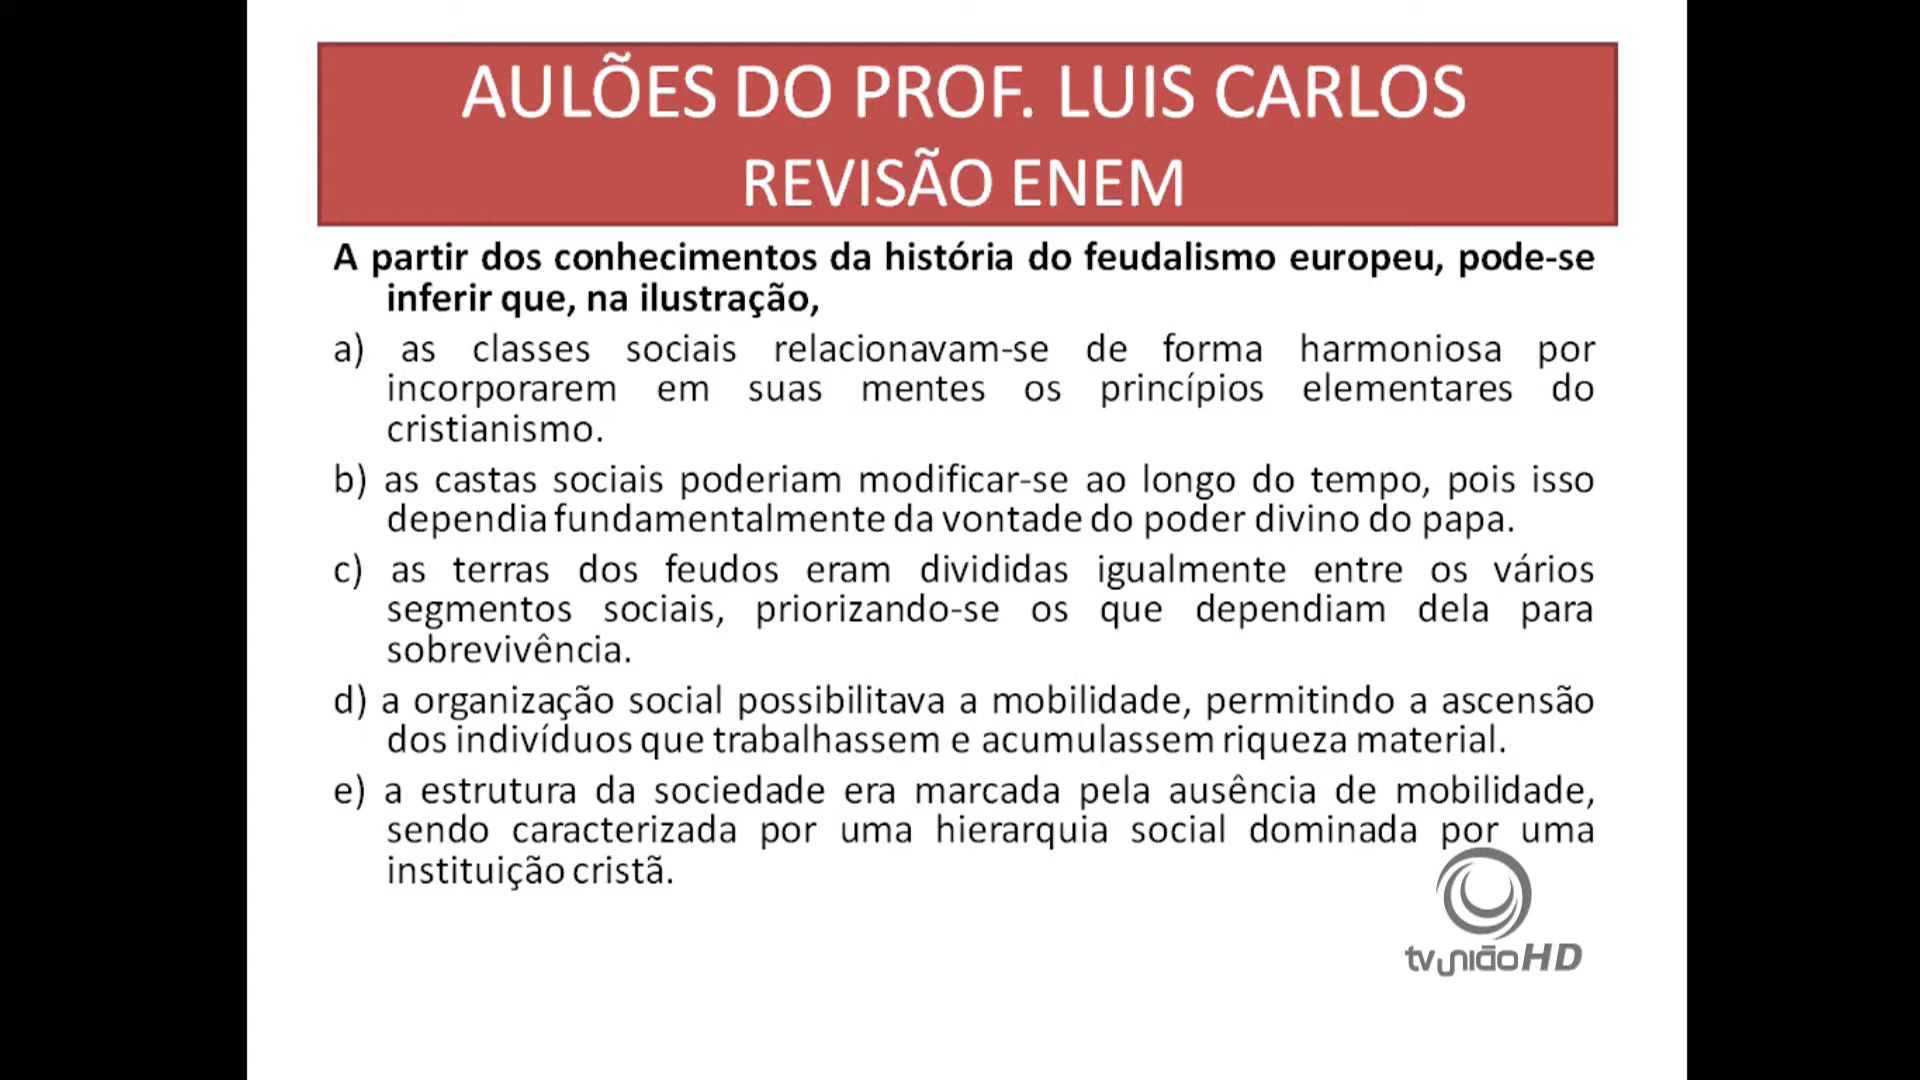 AULÕES DO PROF. LUIS CARLOS
REVISÃO ENEM
A partir dos conhecimentos da história do feudalismo europeu, pode-se
inferir que, na ilustração,
a) as classes sociais relacionavam-se de forma harmoniosa por
incorporarem em suas mentes os princípios elementares do
cristianismo.
b) as castas sociais poderiam modificar-se ao longo do tempo, pois isso
dependia fundamentalmente da vontade do poder divino do papa.
c) as terras dos feudos eram divididas igualmente entre os vários
segmentos sociais, priorizando-se os que dependiam dela para
sobrevivência.
d) a organização social possibilitava a mobilidade, permitindo a ascensão
dos indivíduos que trabalhassem e acumulassem riqueza material.
e) a estrutura da sociedade era marcada pela ausência de mobilidade,
sendo caracterizada por uma hierarquia social dominada por uma
instituição cristã.
tv união HD